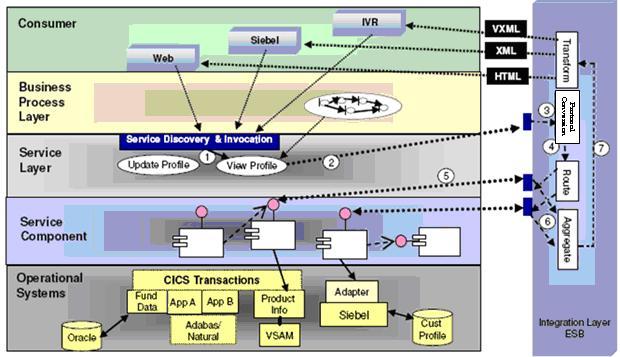 Consumer
IVR
Siebel
Web
VXML
XML
HTML
Transform
Business
Process
Layer
Service Discovery & Invocation
Service
Layer
Update Profile
1
View Profile
2
3
Functional
Conversion
4
7
Route
5
6
Aggregate
Service
Component
Operational
Systems
CICS Transactions
Fund
Data
App A
App B
Product
Info
Adapter
Siebel
Oracle
Adabas/
Natural
VSAM
Cust
Profile
Integration Layer
ESB